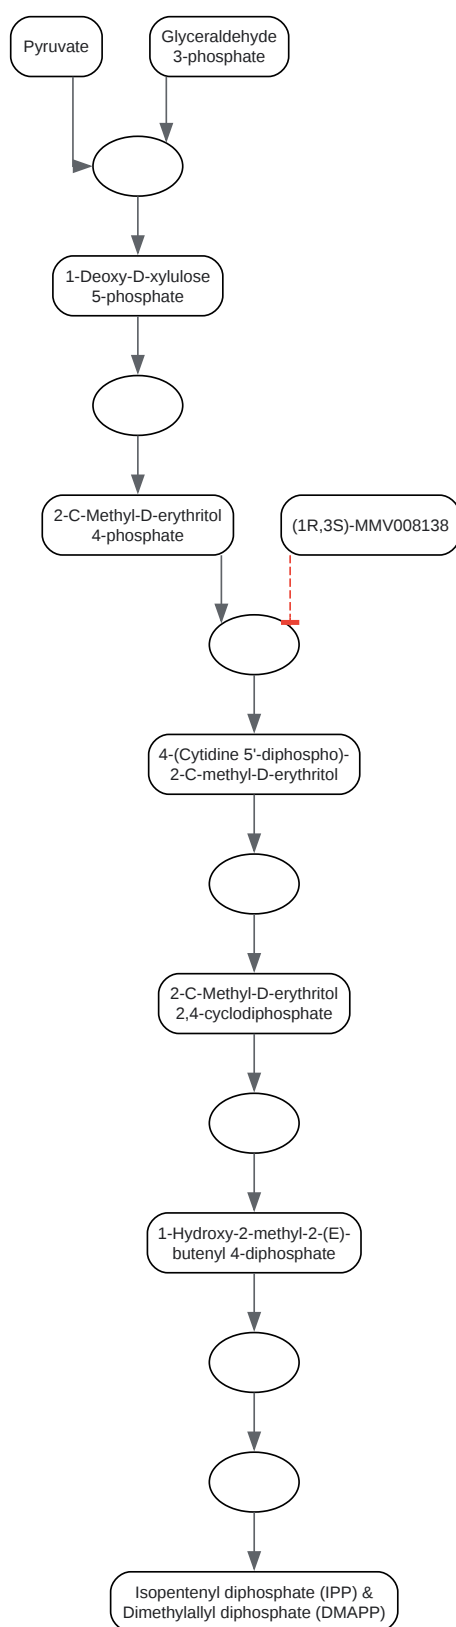 Pyruvate
Glyceraldehyde
3-phosphate
1-Deoxy-D-xylulose
5-phosphate
2-C-Methyl-D-erythritol
4-phosphate
(1R,3S)-MMV008138
4-(Cytidine 5'-diphospho)-
2-C-methyl-D-erythritol
2-C-Methyl-D-erythritol
2,4-cyclodiphosphate
1-Hydroxy-2-methyl-2-(E)-
butenyl 4-diphosphate
Isopentenyl diphosphate (IPP) &
Dimethylallyl diphosphate (DMAPP)